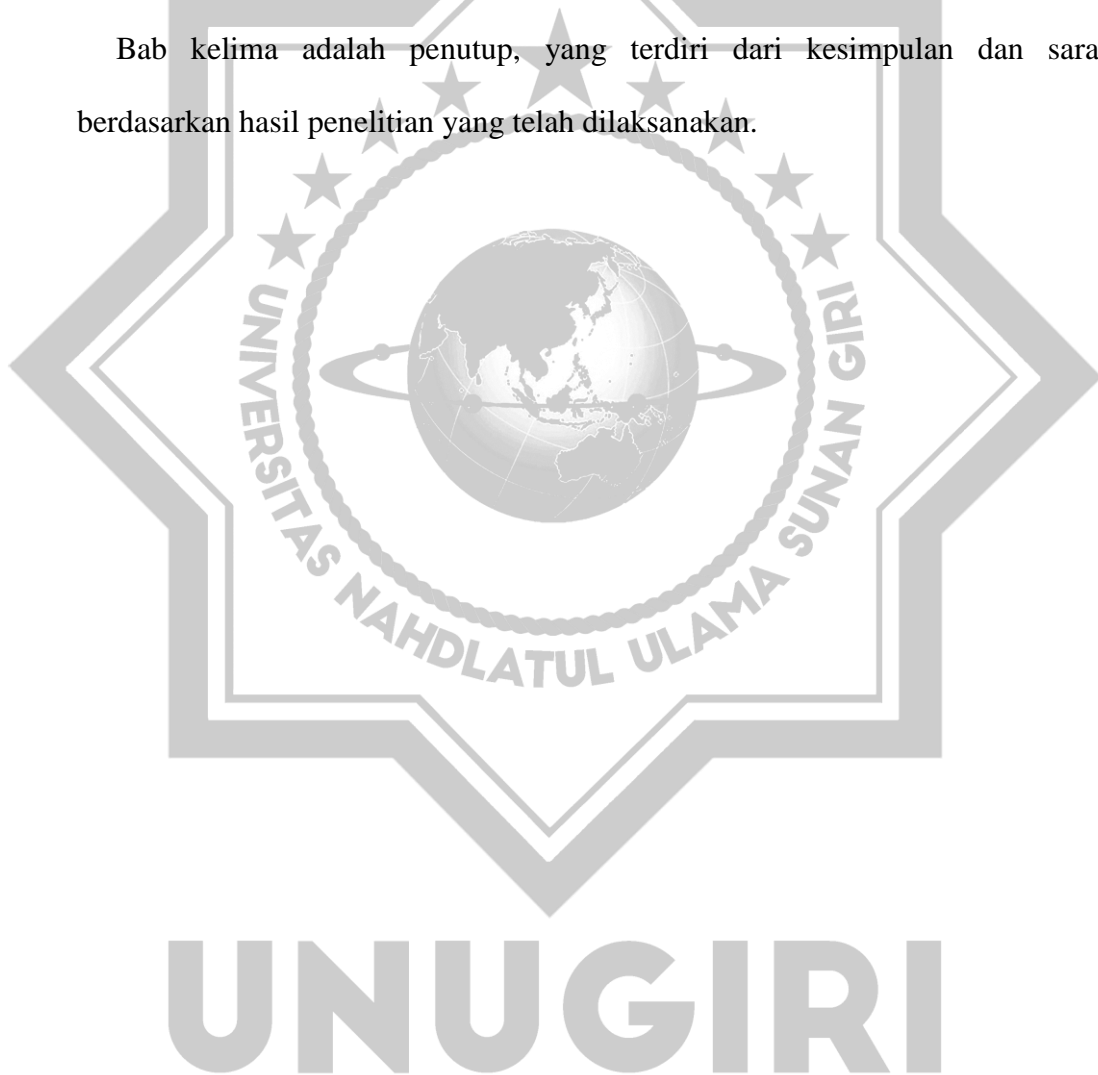 Bab kelima adalah penutup, yang terdiri dari kesimpulan dan sara
berdasarkan hasil penelitian yang telah dilaksanakan.
UNIVERSITAS NAHDLATUL ULAMA SUNAN GIRI
UNUGIRI